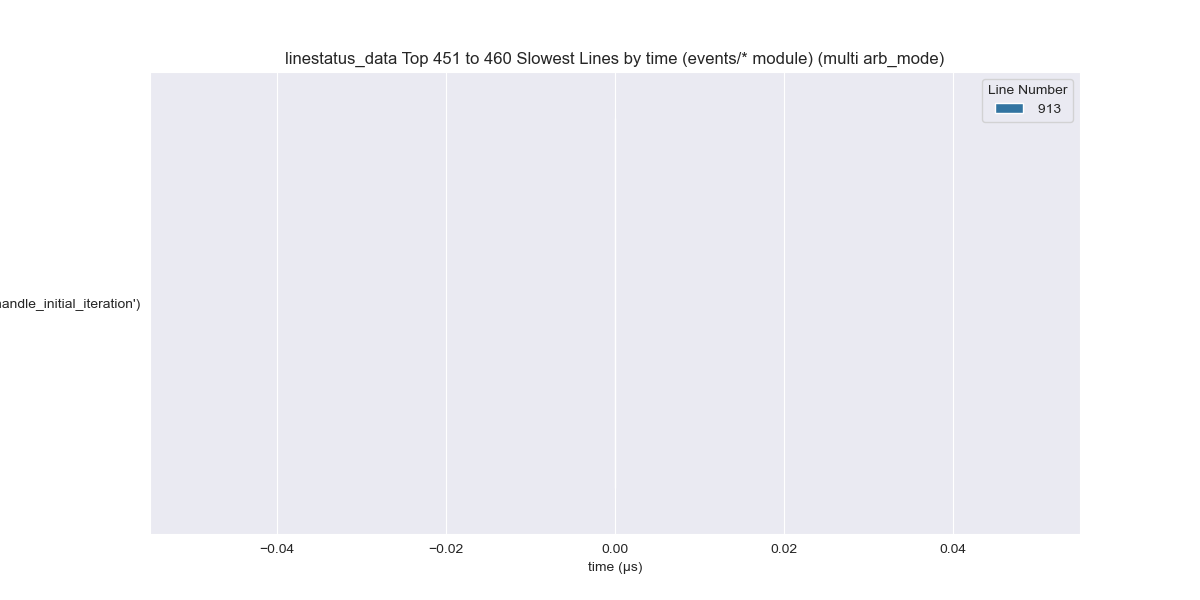 linestatus_data Top 451 to 460 Slowest Lines by time (events/* module) (multi arb_mode)
Line Number
913
handle_initial_iteration')
−0.04 −0.02 0.00 0.02 0.04
time (µs)